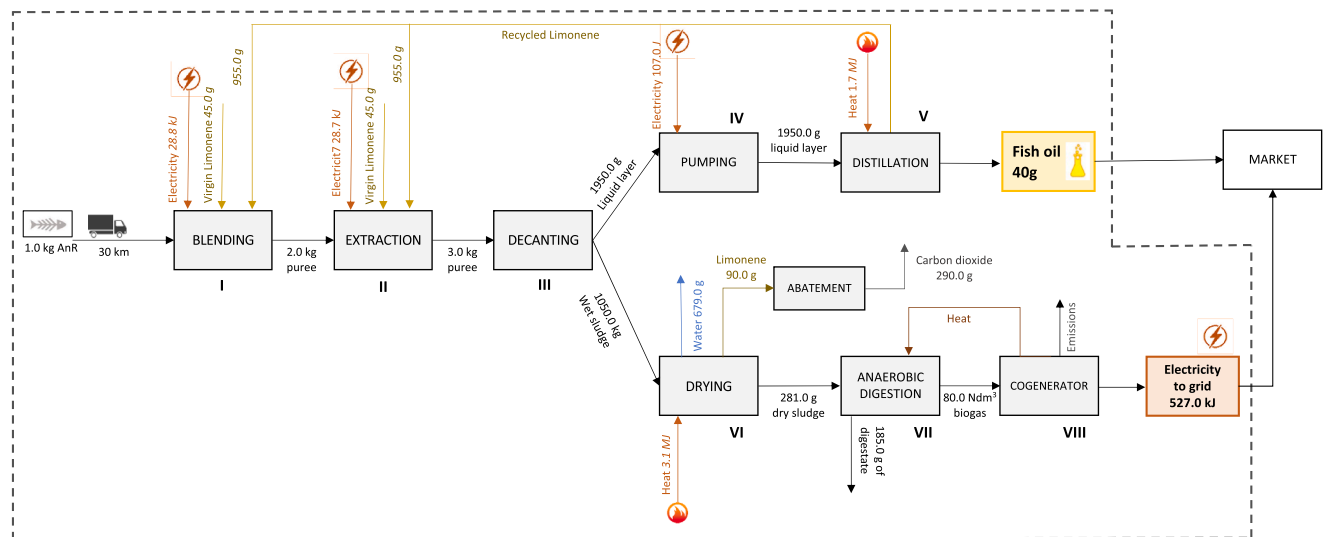 Recycled Limonene
Electricity 28.8 kJ
Virgin Limonene 45.0 g
955.0 g
Electricit7 28.7 kJ
Virgin Limonene 45.0 g
955.0 g
Electricity 107.0 J
Heat 1.7 MJ
IV
V
PUMPING
1950.0 g
liquid layer
DISTILLATION
Fish oil
40g
MARKET
1950.0 g
Liquid layer
1.0 kg AnR
30 km
BLENDING
2.0 kg
puree
EXTRACTION
3.0 kg
puree
DECANTING
I
II
III
1050.0 kg
Wet sludge
Water 679.0 g
Limonene
90.0 g
ABATEMENT
Carbon dioxide
290.0 g
Heat
Emissions
DRYING
281.0 g
dry sludge
ANAEROBIC
DIGESTION
80.0 Ndm³
biogas
COGENERATOR
Electricity
to grid
527.0 kJ
VI
VII
VIII
Heat 3.1 MJ
185.0 g of
digestate